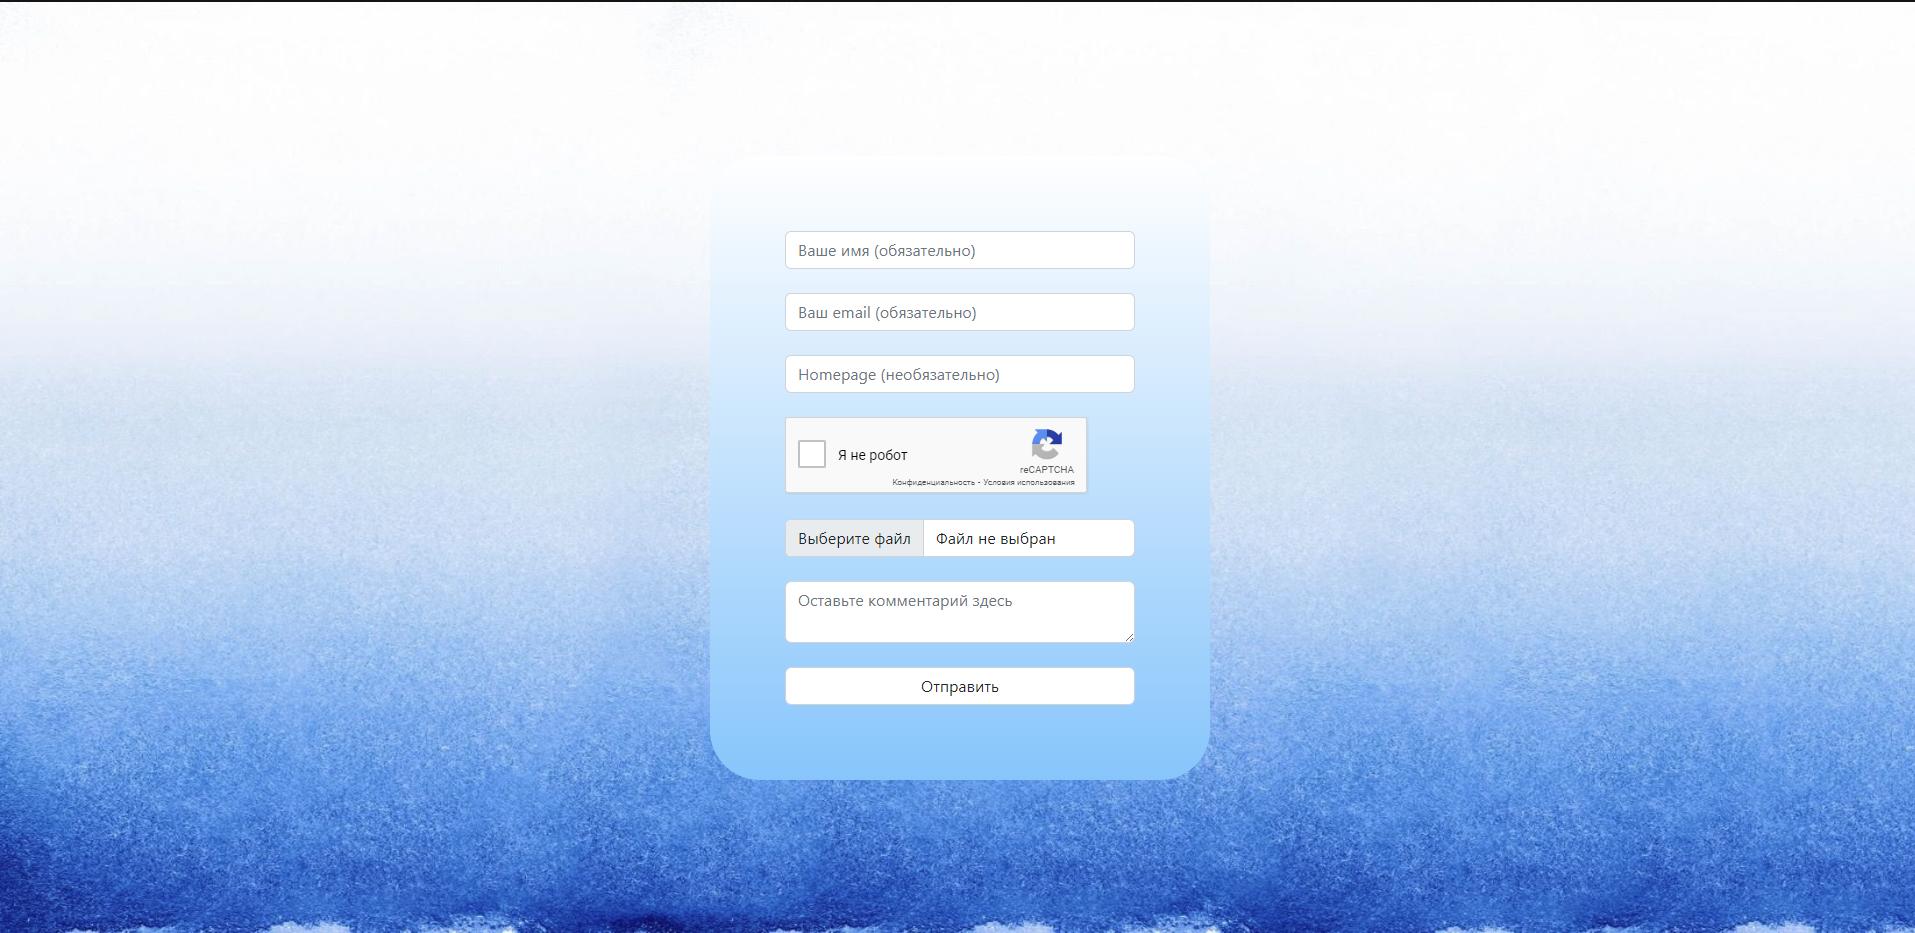 Ваше имя (обязательно)
Ваш email (обязательно)
Homepage (необязательно)
Я не робот
reCAPTCHA
Конфиденциальность - Условия использования
Выберите файл Файл не выбран
Оставьте комментарий здесь
Отправить